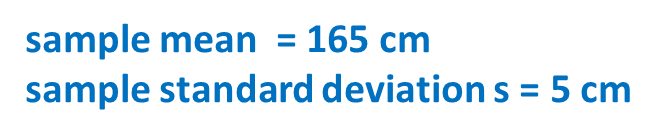 sample mean = 165 cm
sample standard deviation s = 5 cm